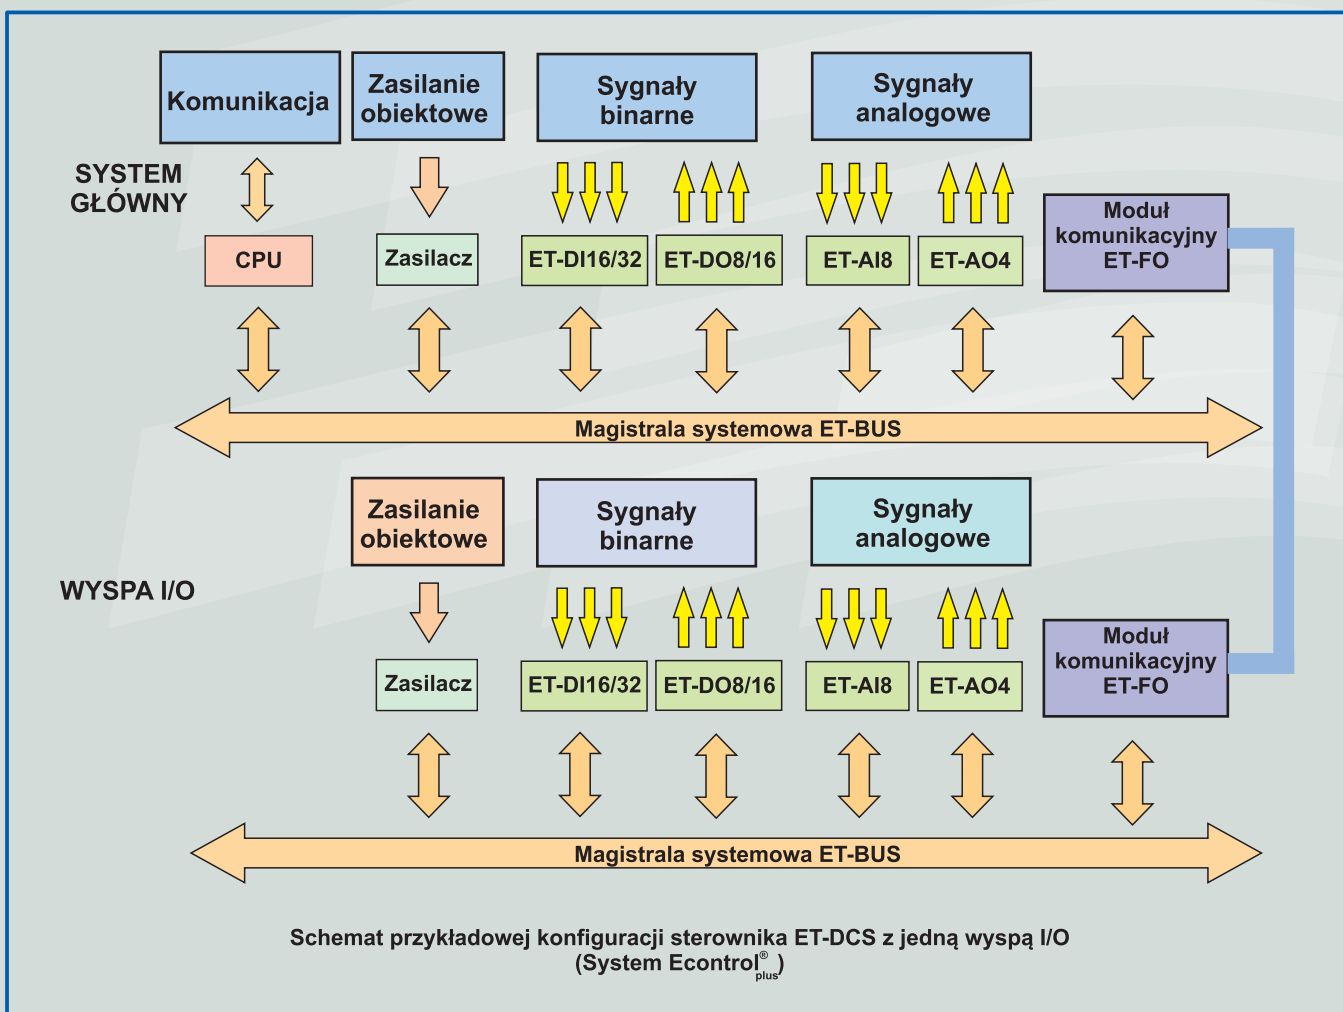 Komunikacja
Zasilanie
obiektowe
Sygnały
binarne
Sygnały
analogowe
SYSTEM
GŁÓWNY
CPU
Zasilacz
ET-DI16/32
ET-DO8/16
ET-AI8
ET-AO4
Moduł
komunikacyjny
ET-FO
Magistrala systemowa ET-BUS
Zasilanie
obiektowe
Sygnały
binarne
Sygnały
analogowe
WYSPA I/O
Zasilacz
ET-DI16/32
ET-DO8/16
ET-AI8
ET-AO4
Moduł
komunikacyjny
ET-FO
Magistrala systemowa ET-BUS
Schemat przykładowej konfiguracji sterownika ET-DCS z jedną wyspą I/O
(System Econtrol® plus)